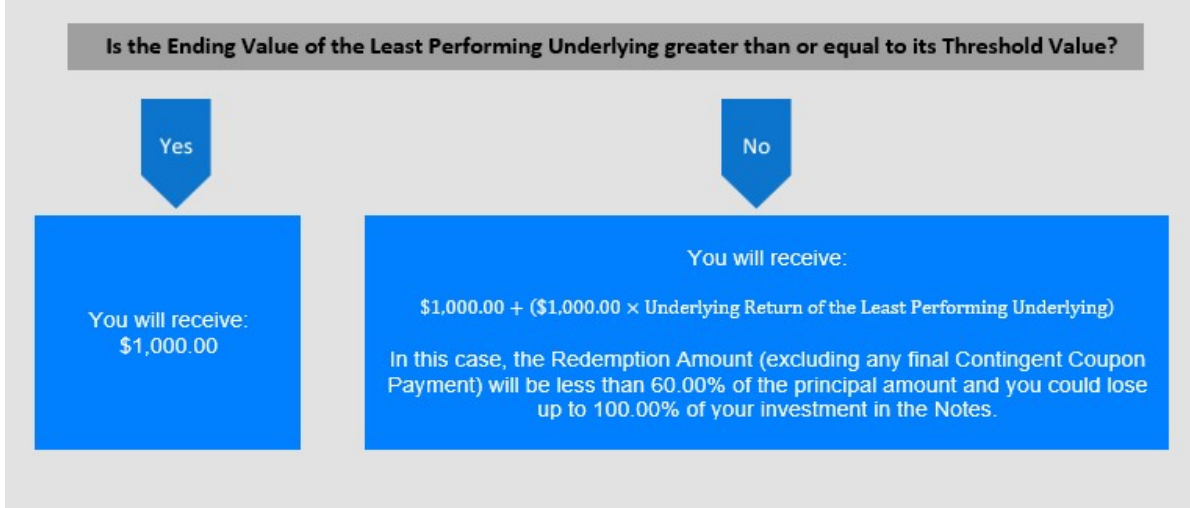 Is the Ending Value of the Least Performing Underlying greater than or equal to its Threshold Value?
Yes
No
You will receive:
$1,000.00
You will receive:
$1,000.00 + ($1,000.00 × Underlying Return of the Least Performing Underlying)
In this case, the Redemption Amount (excluding any final Contingent Coupon
Payment) will be less than 60.00% of the principal amount and you could lose
up to 100.00% of your investment in the Notes.